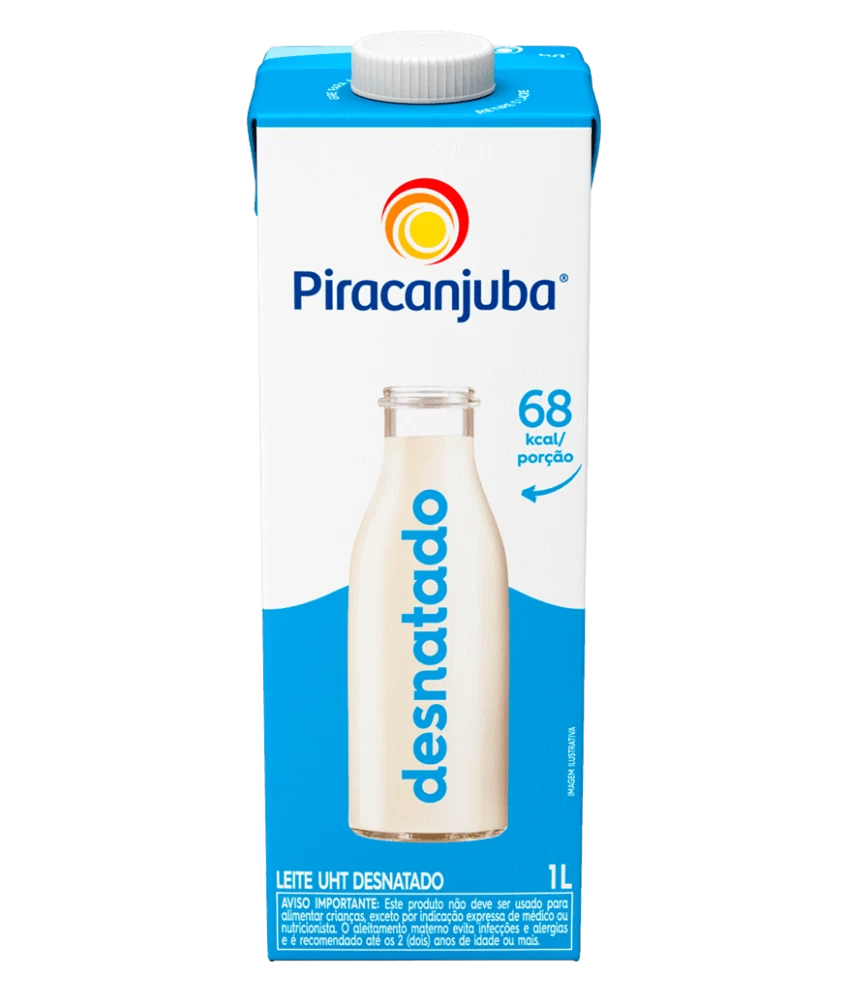 Piracanjuba®
68
kcal/
porção
desnatado
IMAGEM ILUSTRATIVA
LEITE UHT DESNATADO
1L
AVISO IMPORTANTE: Este produto não deve ser usado para
alimentar crianças, exceto por indicação expressa de médico ou
nutricionista. O aleitamento materno evita infecções e alergias
e é recomendado até os 2 (dois) anos de idade ou mais.